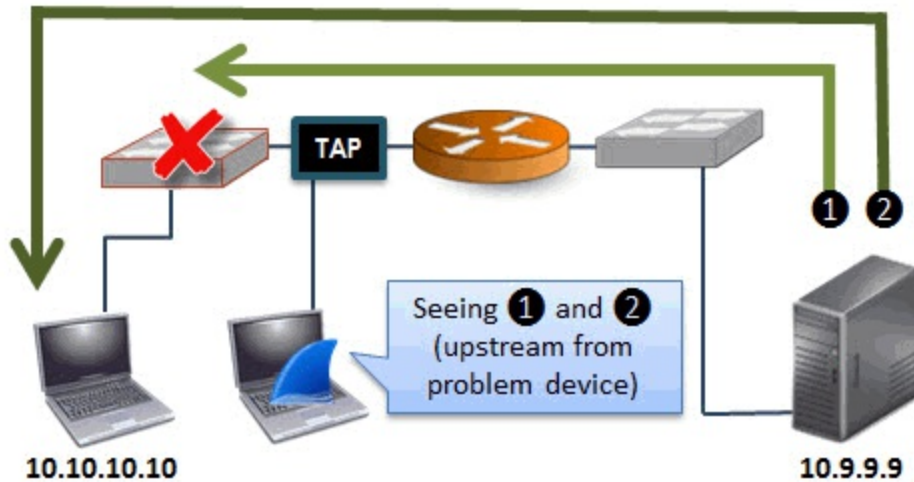 TAP
1 2
Seeing 1 and 2
(upstream from
problem device)
10.10.10.10
10.9.9.9